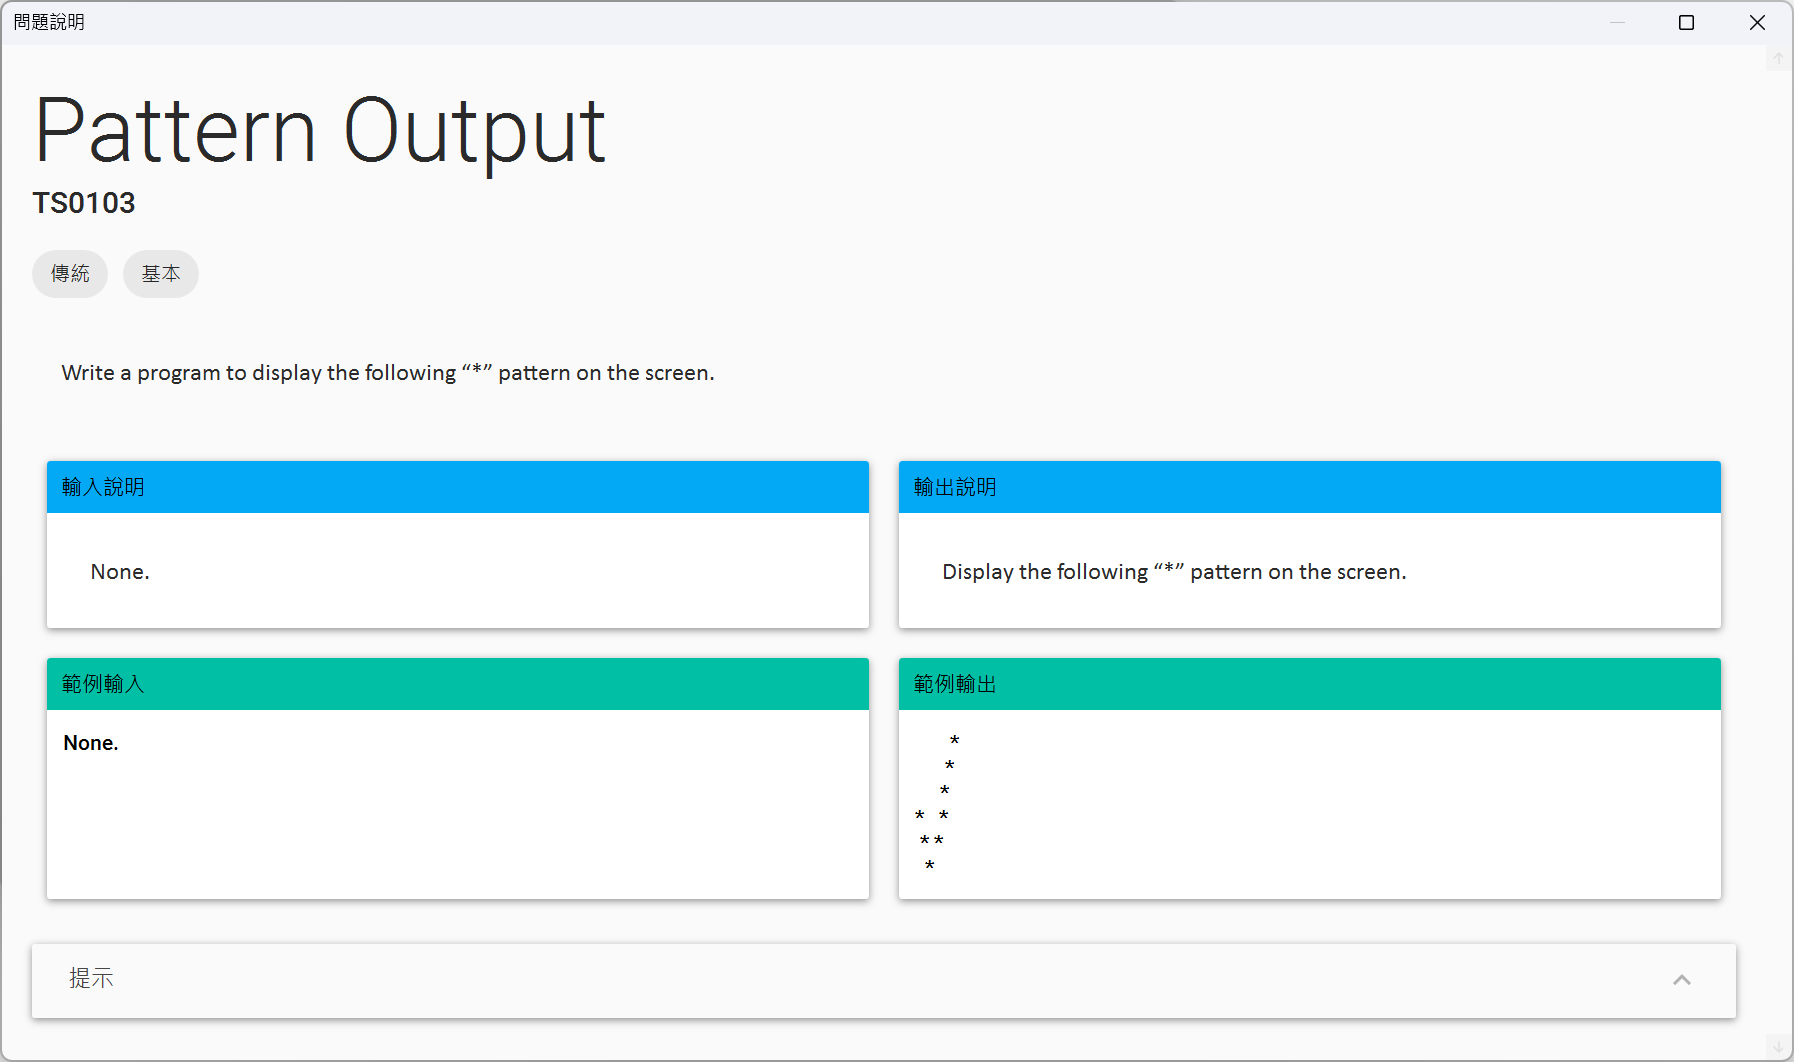 問題說明
Pattern Output
TS0103
傳統 基本
Write a program to display the following “*” pattern on the screen.
輸入說明
None.
輸出說明
Display the following “*” pattern on the screen.
範例輸入
None.
範例輸出
       *
      *
     *
*   *
 **
  *
提示